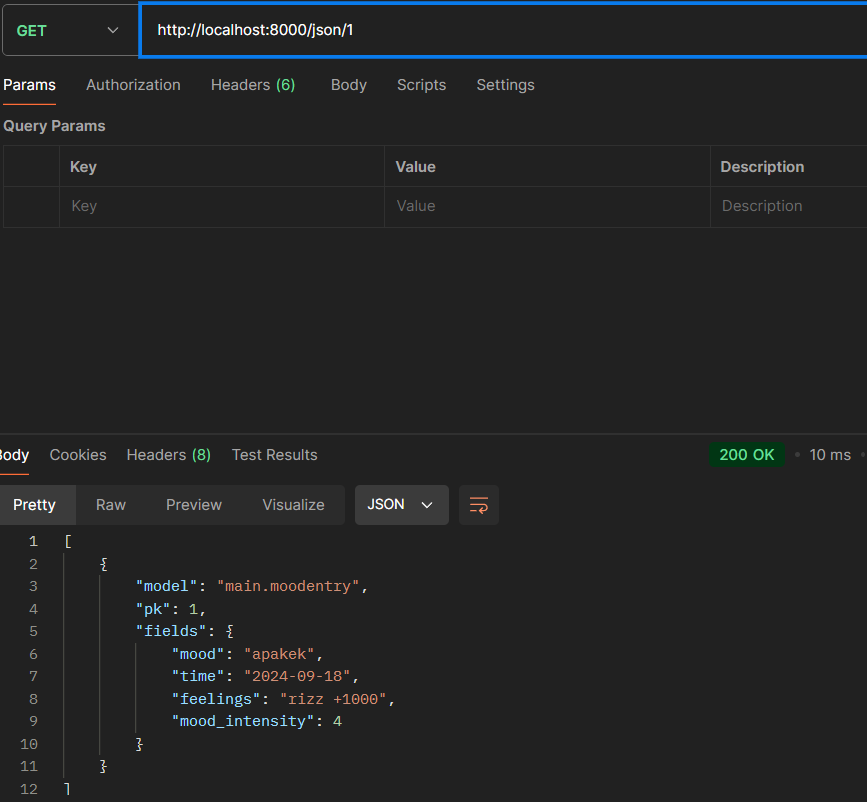 GET http://localhost:8000/json/1
Params Authorization Headers (6) Body Scripts Settings
Query Params
Key Value Description
Key Value Description
Body Cookies Headers (8) Test Results 200 OK • 10 ms •
Pretty Raw Preview Visualize JSON
1 [
2 {
3 "model": "main.moodentry",
4 "pk": 1,
5 "fields": {
6 "mood": "apakek",
7 "time": "2024-09-18",
8 "feelings": "rizz +1000",
9 "mood_intensity": 4
10 }
11 }
12 ]